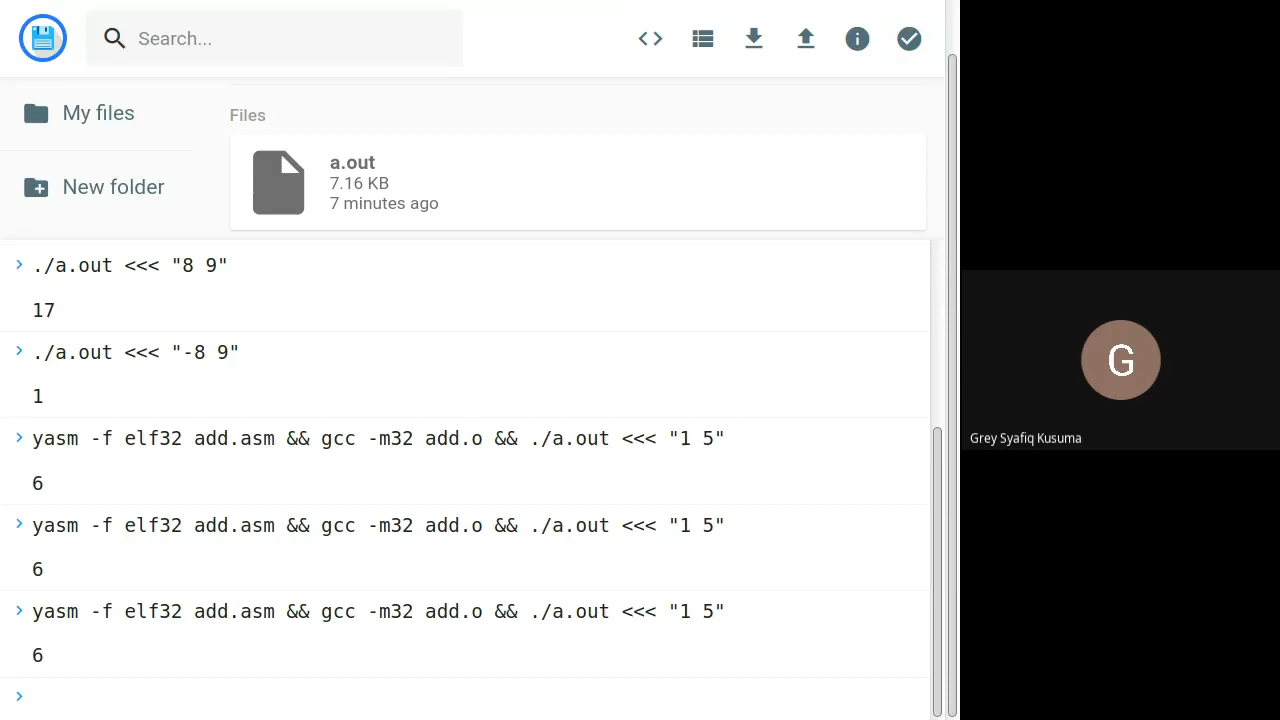 Search...
My files
New folder
Files
a.out
7.16 KB
7 minutes ago
./a.out <<< "8 9"
17
./a.out <<< "-8 9"
1
yasm -f elf32 add.asm && gcc -m32 add.o && ./a.out <<< "1 5"
6
yasm -f elf32 add.asm && gcc -m32 add.o && ./a.out <<< "1 5"
6
yasm -f elf32 add.asm && gcc -m32 add.o && ./a.out <<< "1 5"
6
G
Grey Syafiq Kusuma